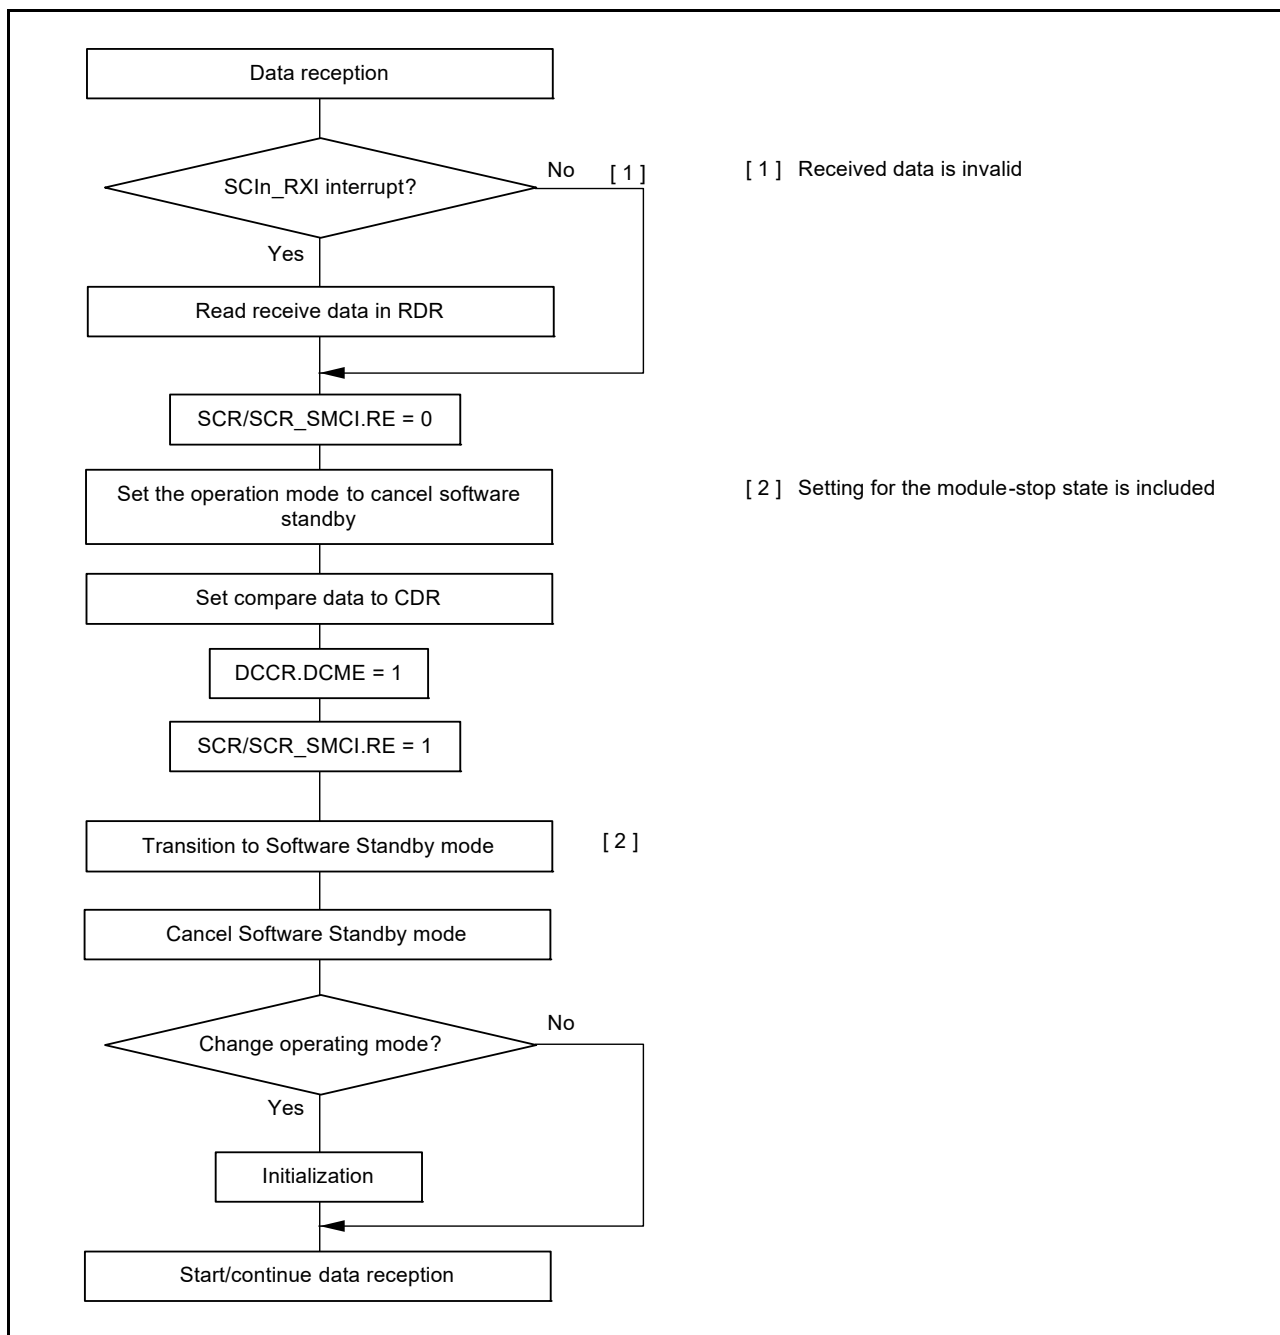 Data reception
SCIn_RXI interrupt?
No
[ 1 ]
[ 1 ] Received data is invalid
Yes
Read receive data in RDR
SCR/SCR_SMCI.RE = 0
Set the operation mode to cancel software
standby
[ 2 ] Setting for the module-stop state is included
Set compare data to CDR
DCCR.DCME = 1
SCR/SCR_SMCI.RE = 1
Transition to Software Standby mode
[ 2 ]
Cancel Software Standby mode
Change operating mode?
No
Yes
Initialization
Start/continue data reception